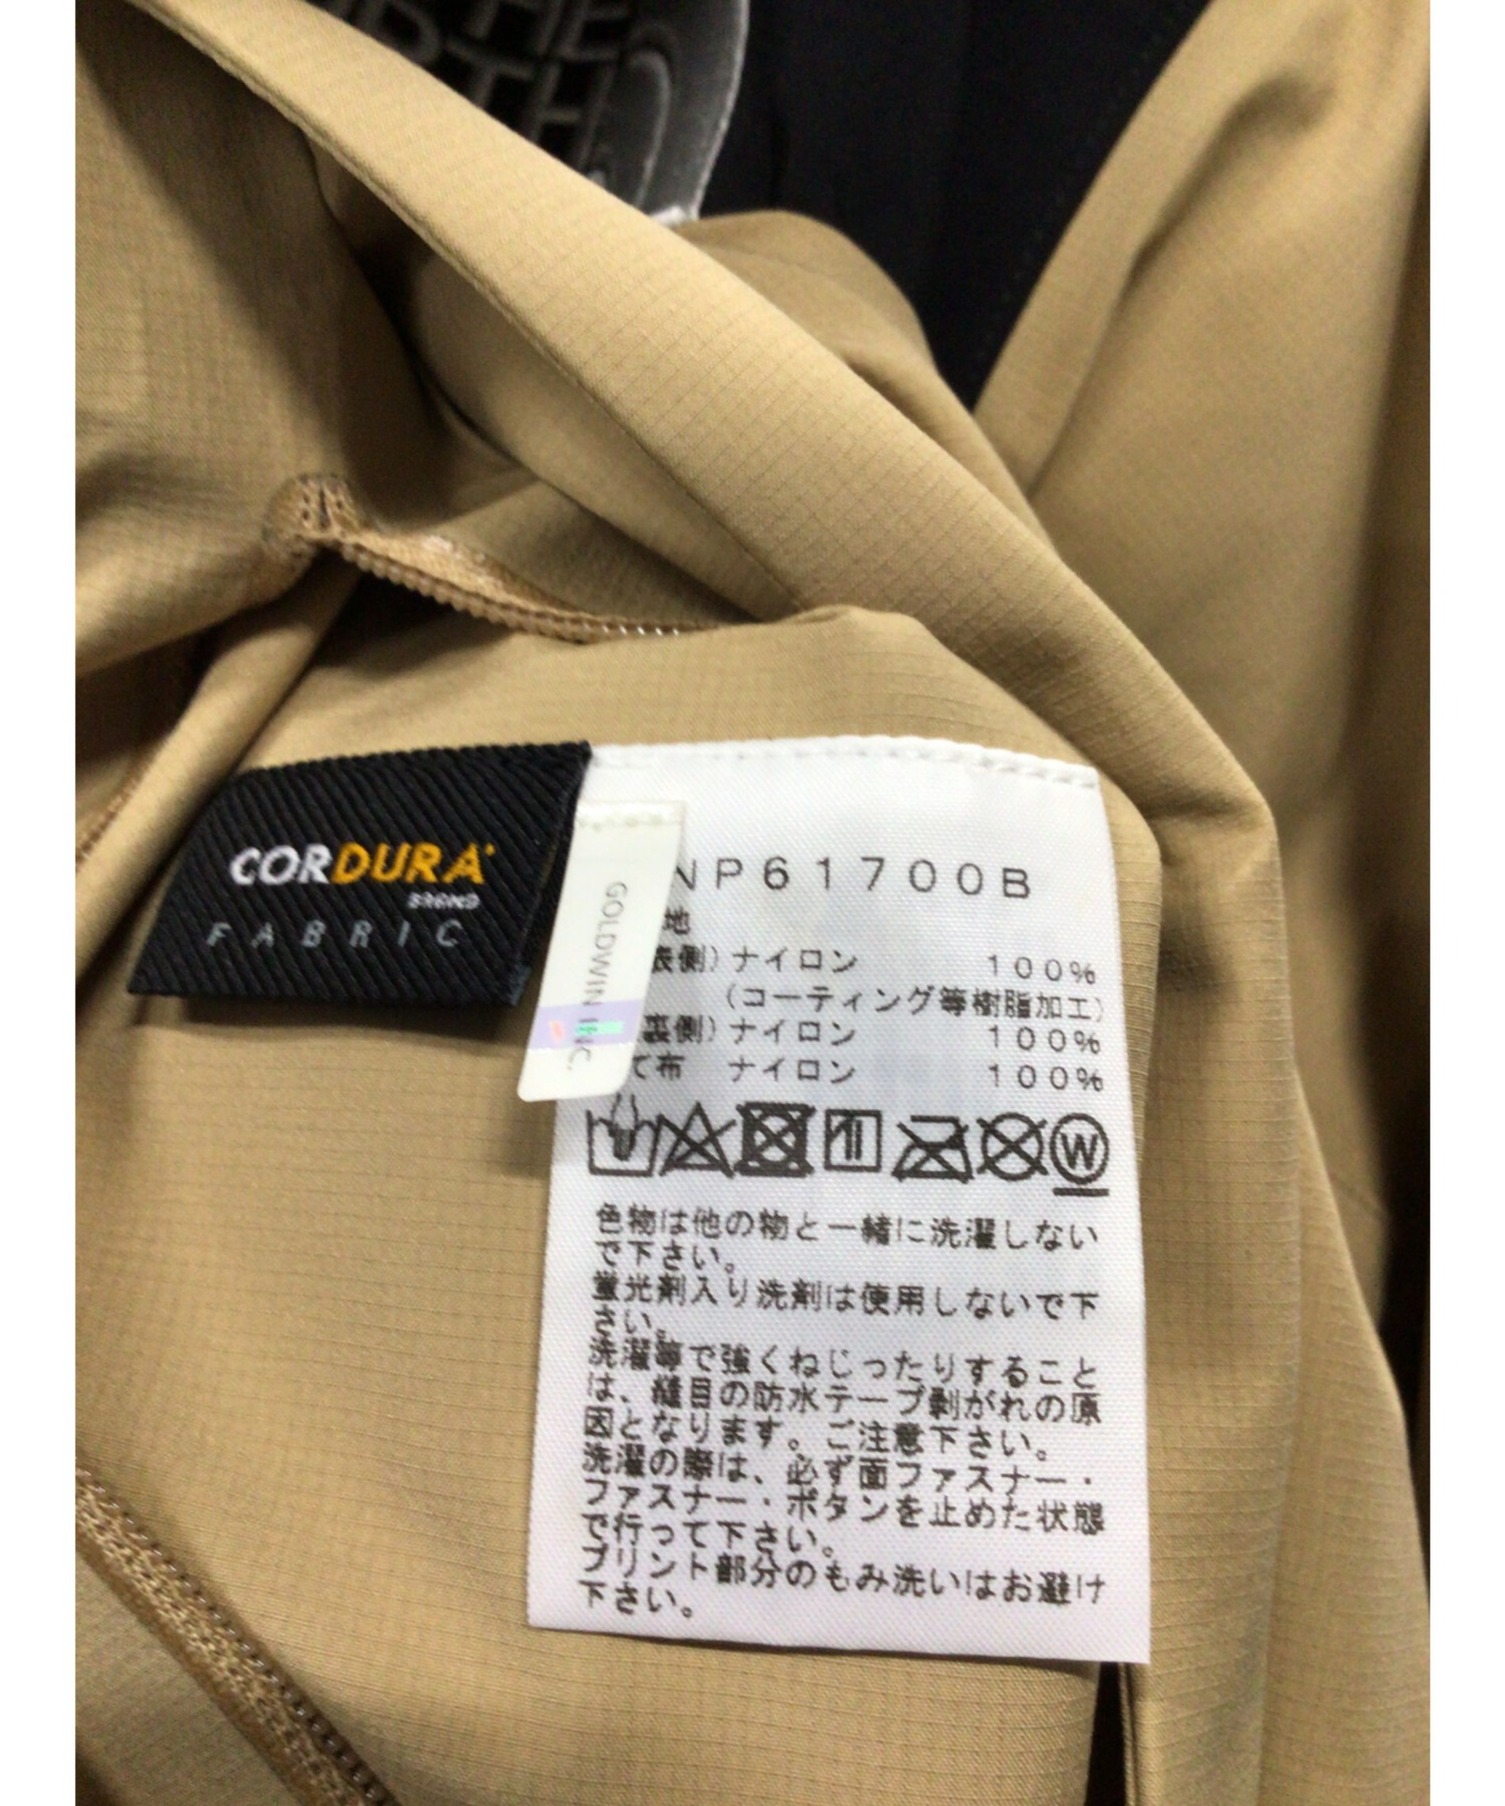 CORDURA
BRAND
FABRIC
GOLDWIN INC.
NP61700B
地
表側) ナイロン 100%
(コーティング等樹脂加工)
裏側) ナイロン 100%
て布 ナイロン 100%
W
色物は他の物と一緒に洗濯しない
で下さい。
蛍光剤入り洗剤は使用しないで下
さい。
洗濯等で強くねじったりすること
は、縫目の防水テープ剥がれの原
因となります。ご注意下さい。
洗濯の際は、必ず面ファスナー・
ファスナー・ボタンを止めた状態
で行って下さい。
プリント部分のもみ洗いはお避け
下さい。